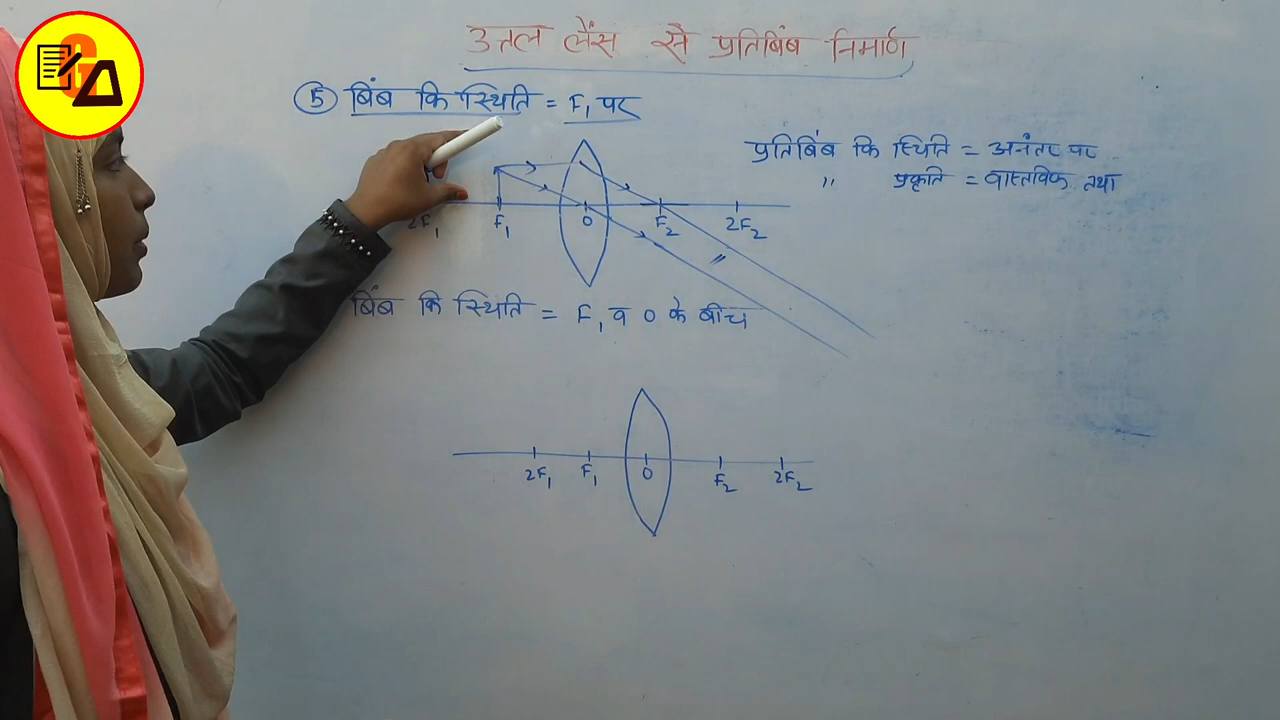 उत्तल लैंस से प्रतिबिंब निमार्ण
5 बिंब कि स्थिति = F₁ पर
प्रतिबिंब कि स्थिति = अनंतर पर
,, प्रकृति = वास्तविक तथा
2F₁ F₁ O F₂ 2F₂
बिंब कि स्थिति = F₁ व O के बीच
2F₁ F₁ O F₂ 2F₂